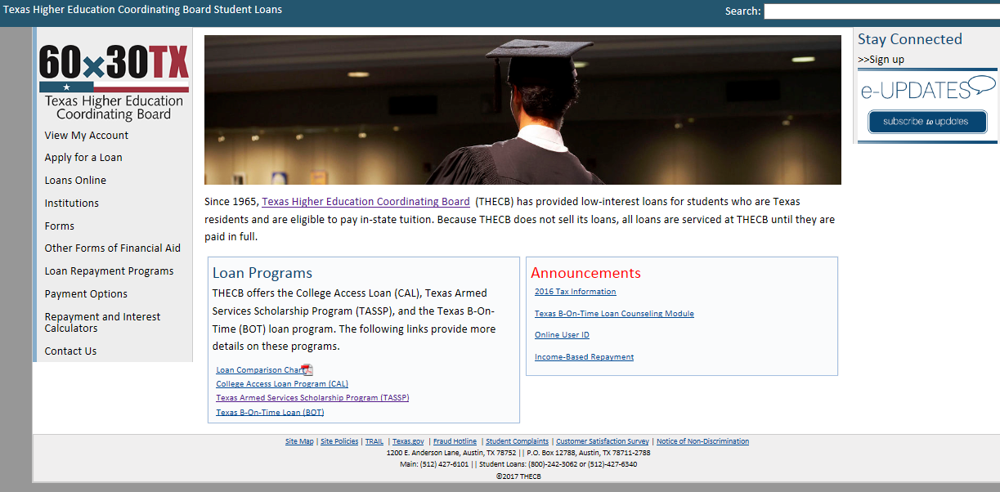 Texas Higher Education Coordinating Board Student Loans
Search:
60x30TX
Texas Higher Education
Coordinating Board
View My Account
Apply for a Loan
Loans Online
Institutions
Forms
Other Forms of Financial Aid
Loan Repayment Programs
Payment Options
Repayment and Interest
Calculators
Contact Us
Since 1965, Texas Higher Education Coordinating Board (THECB) has provided low-interest loans for students who are Texas
residents and are eligible to pay in-state tuition. Because THECB does not sell its loans, all loans are serviced at THECB until they are
paid in full.
Loan Programs
THECB offers the College Access Loan (CAL), Texas Armed
Services Scholarship Program (TASSP), and the Texas B-On-
Time (BOT) loan program. The following links provide more
details on these programs.
Loan Comparison Chart
College Access Loan Program (CAL)
Texas Armed Services Scholarship Program (TASSP)
Texas B-On-Time Loan (BOT)
Announcements
2016 Tax Information
Texas B-On-Time Loan Counseling Module
Online User ID
Income-Based Repayment
Stay Connected
>>Sign up
e-UPDATES
subscribe to updates
Site Map | Site Policies | TRAIL | Texas.gov | Fraud Hotline | Student Complaints | Customer Satisfaction Survey | Notice of Non-Discrimination
1200 E. Anderson Lane, Austin, TX 78752 || P.O. Box 12788, Austin, TX 78711-2788
Main: (512) 427-6101 || Student Loans: (800)-242-3062 or (512)-427-6340
©2017 THECB